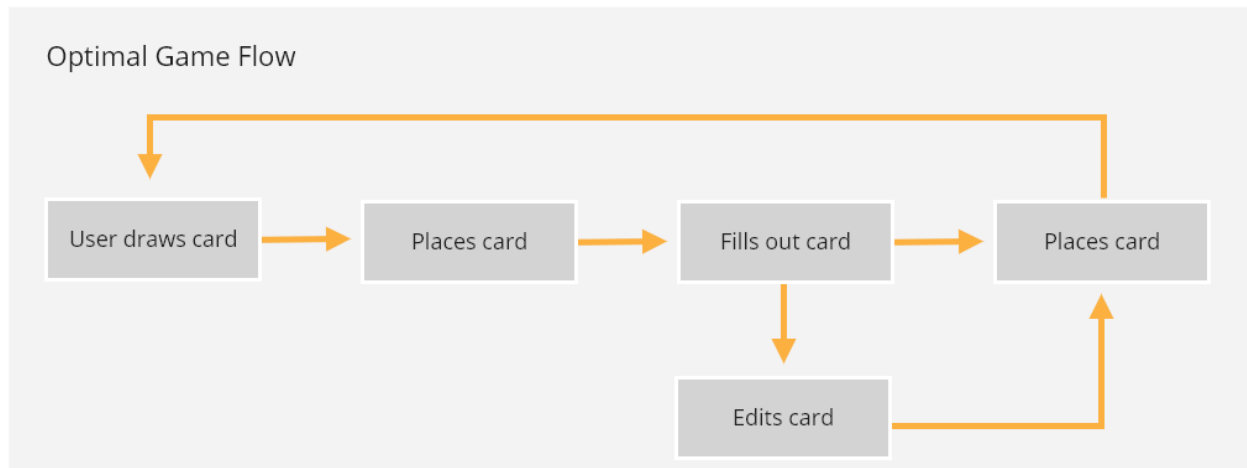 Optimal Game Flow
User draws card
Places card
Fills out card
Places card
Edits card